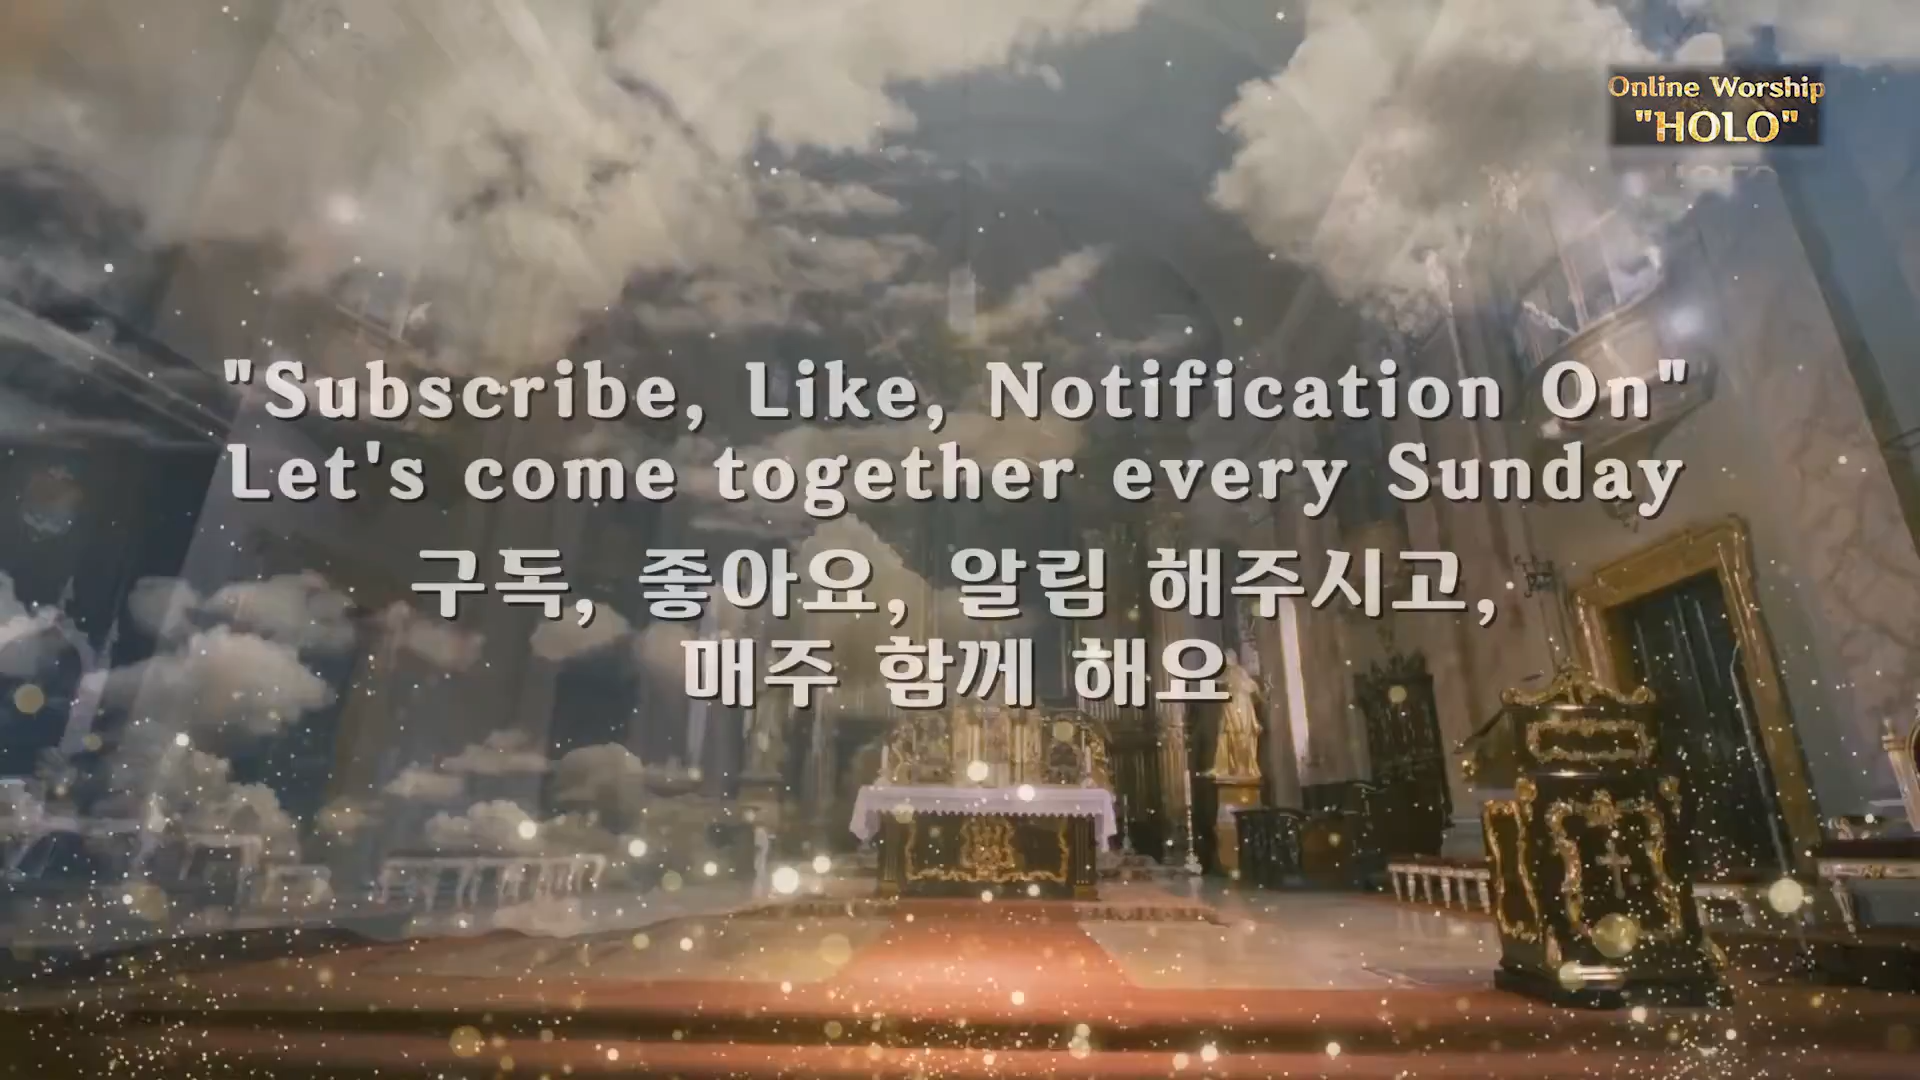 Online Worship
"HOLO"
"Subscribe, Like, Notification On"
Let's come together every Sunday
구독, 좋아요, 알림 해주시고,
매주 함께 해요